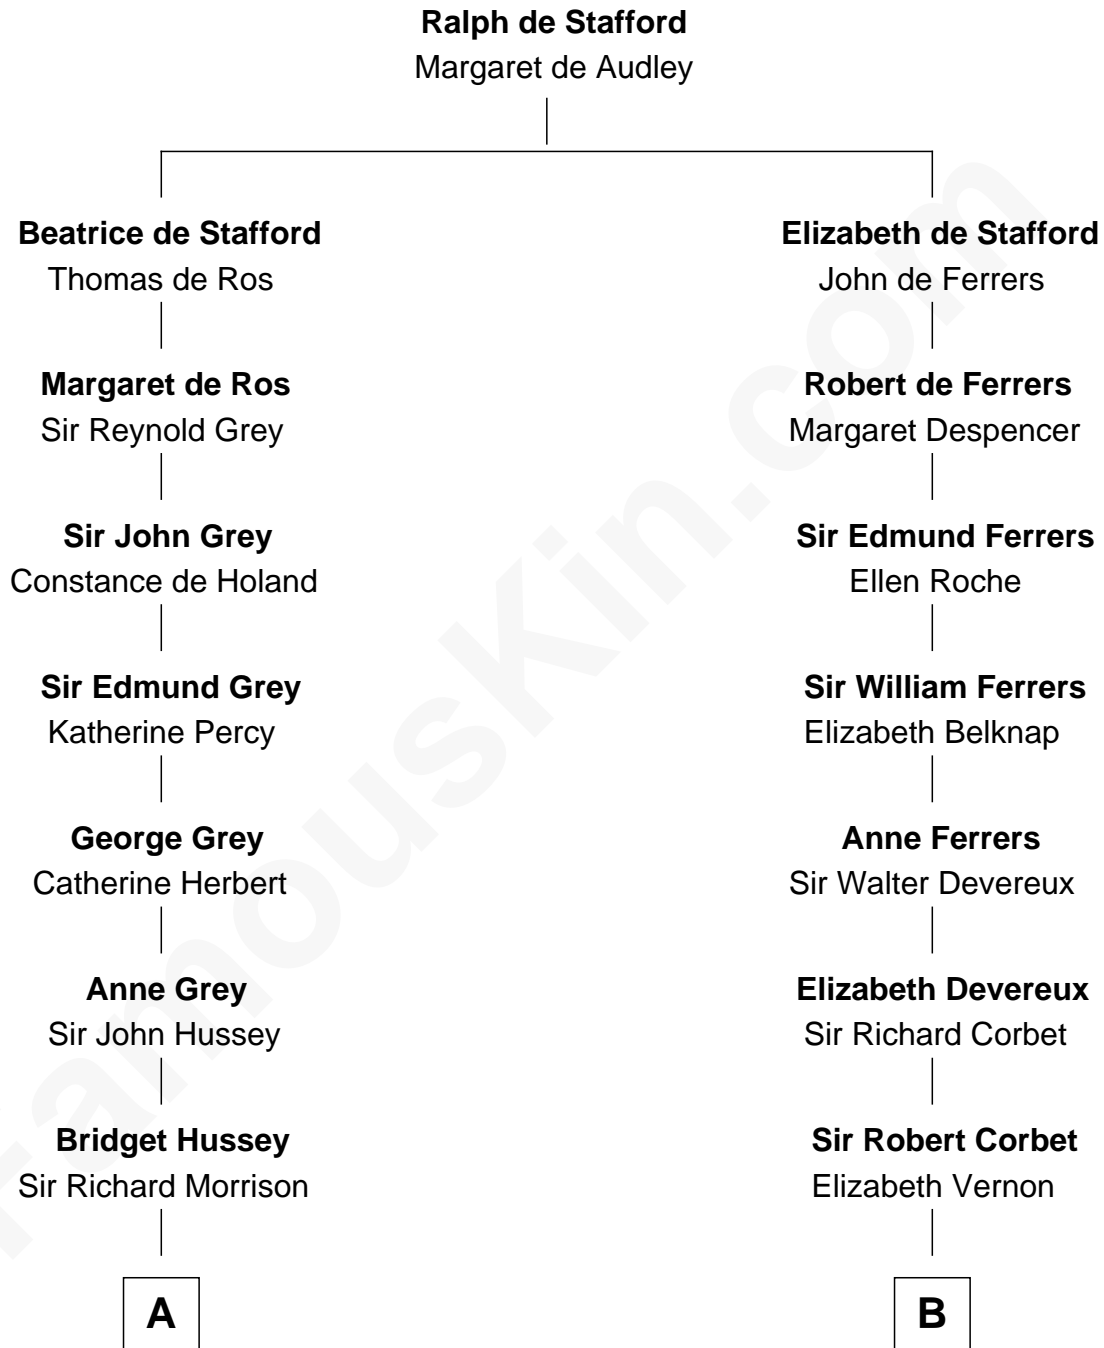 Ralph de Stafford
Margaret de Audley
Beatrice de Stafford
Thomas de Ros
Elizabeth de Stafford
John de Ferrers
Margaret de Ros
Sir Reynold Grey
Robert de Ferrers
Margaret Despencer
Sir John Grey
Constance de Holand
Sir Edmund Ferrers
Ellen Roche
Sir Edmund Grey
Katherine Percy
Sir William Ferrers
Elizabeth Belknap
George Grey
Catherine Herbert
Anne Ferrers
Sir Walter Devereux
Anne Grey
Sir John Hussey
Elizabeth Devereux
Sir Richard Corbet
Bridget Hussey
Sir Richard Morrison
Sir Robert Corbet
Elizabeth Vernon
A
B
FamousKin.com